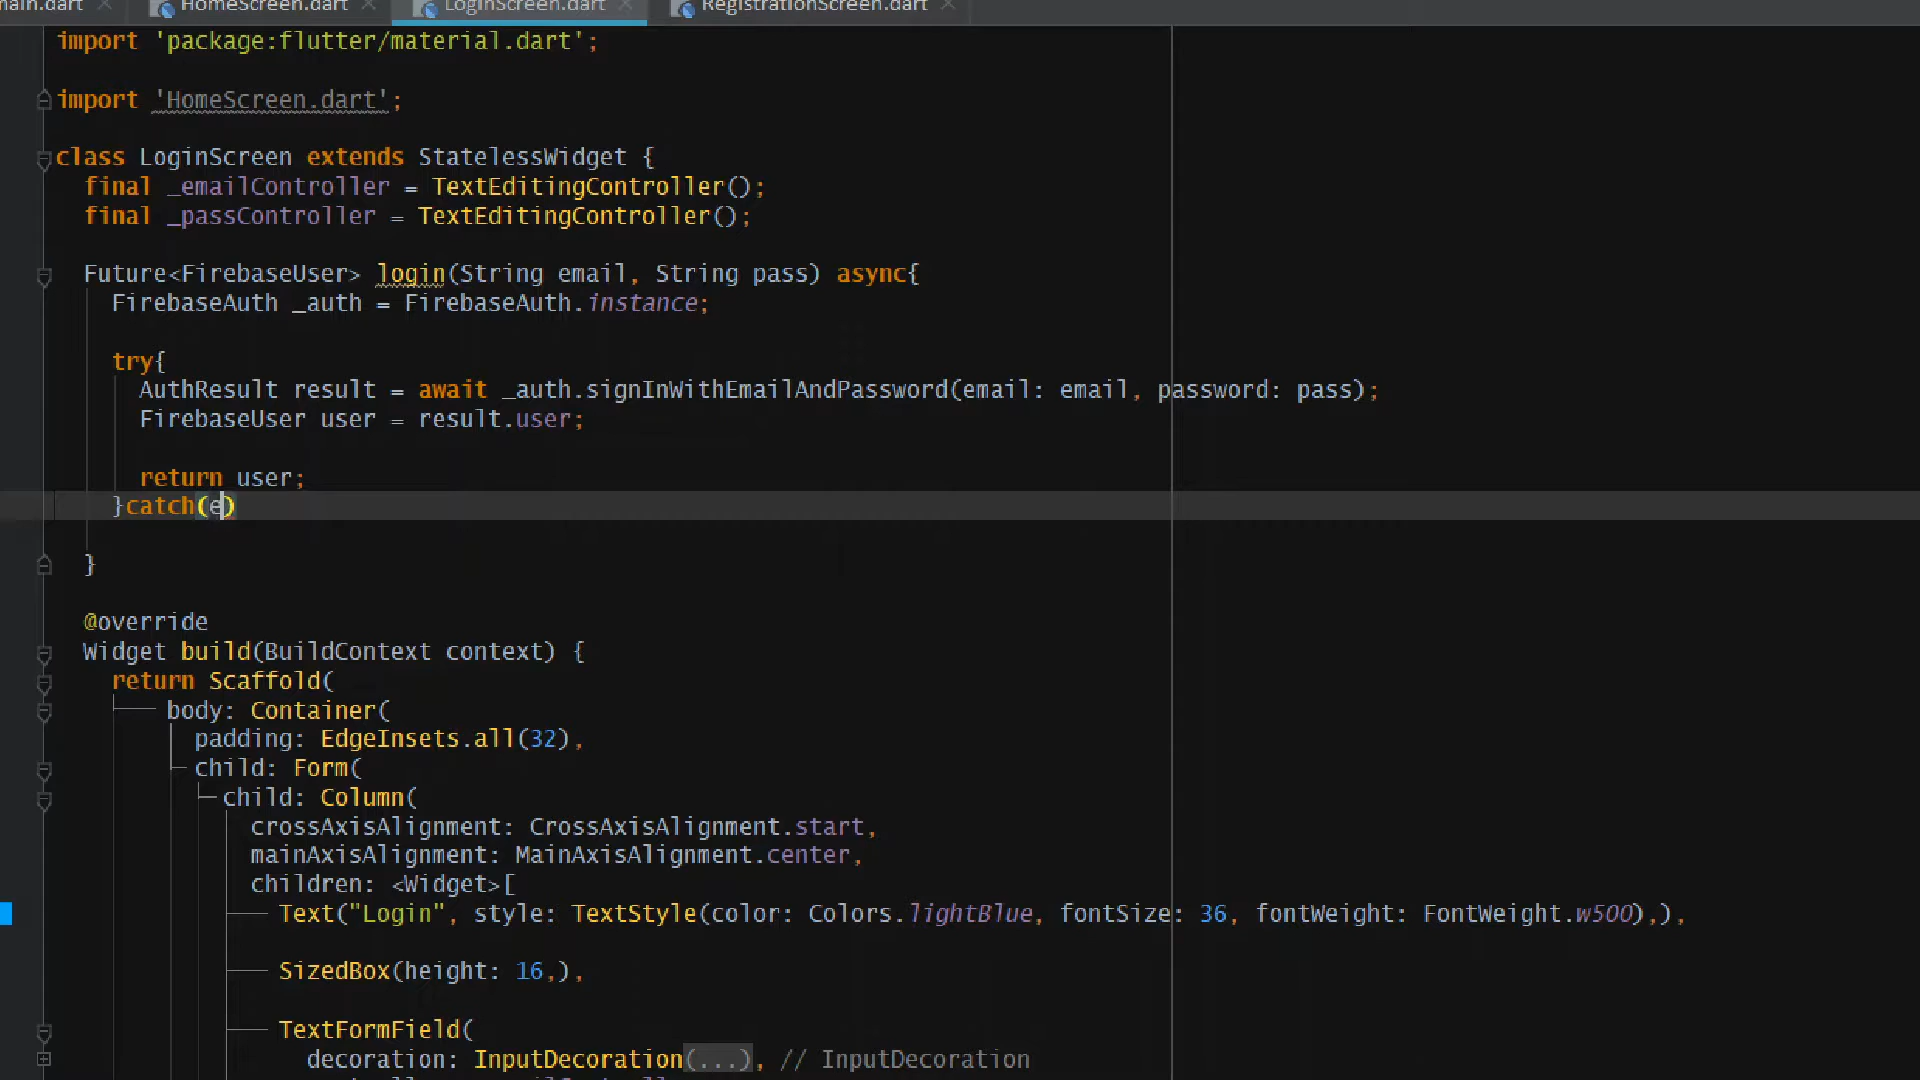 main.dart HomeScreen.dart LoginScreen.dart RegistrationScreen.dart
import 'package:flutter/material.dart';
import 'HomeScreen.dart';
class LoginScreen extends StatelessWidget {
final _emailController = TextEditingController();
final _passController = TextEditingController();
Future<FirebaseUser> login(String email, String pass) async{
FirebaseAuth _auth = FirebaseAuth.instance;
try{
AuthResult result = await _auth.signInWithEmailAndPassword(email: email, password: pass);
FirebaseUser user = result.user;
return user;
}catch(e)
}
@override
Widget build(BuildContext context) {
return Scaffold(
body: Container(
padding: EdgeInsets.all(32),
child: Form(
child: Column(
crossAxisAlignment: CrossAxisAlignment.start,
mainAxisAlignment: MainAxisAlignment.center,
children: <Widget>[
Text("Login", style: TextStyle(color: Colors.lightBlue, fontSize: 36, fontWeight: FontWeight.w500),),
SizedBox(height: 16,),
TextFormField(
decoration: InputDecoration(...), // InputDecoration